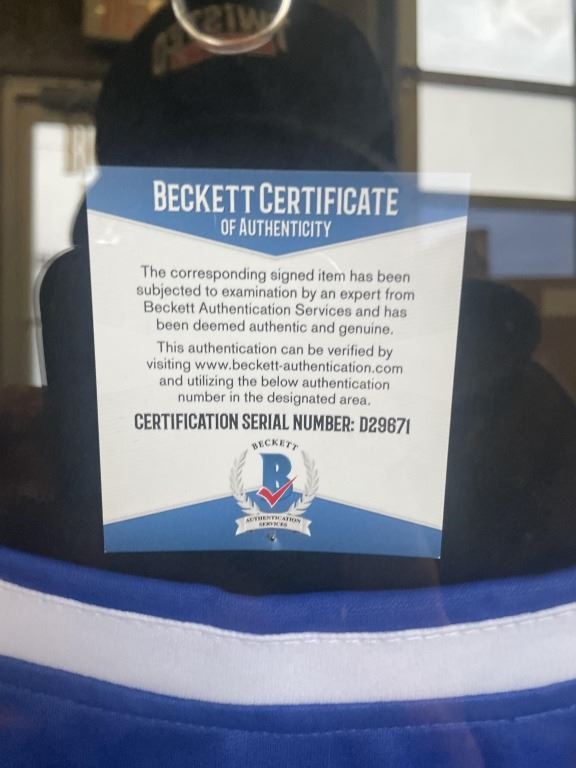 TWISTER
BECKETT CERTIFICATE
OF AUTHENTICITY
The corresponding signed item has been
subjected to examination by an expert from
Beckett Authentication Services and has
been deemed authentic and genuine.
This authentication can be verified by
visiting www.beckett-authentication.com
and utilizing the below authentication
number in the designated area.
CERTIFICATION SERIAL NUMBER: D29671
BECKETT
B
AUTHENTICATION
SERVICES